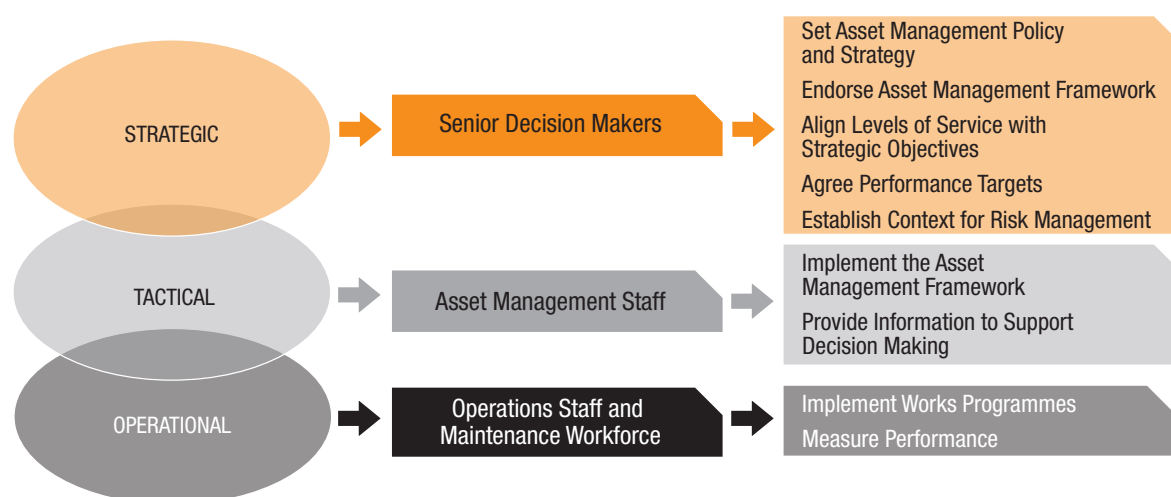 STRATEGIC
Senior Decision Makers
Set Asset Management Policy
and Strategy
Endorse Asset Management Framework
Align Levels of Service with
Strategic Objectives
Agree Performance Targets
Establish Context for Risk Management
TACTICAL
Asset Management Staff
Implement the Asset
Management Framework
Provide Information to Support
Decision Making
OPERATIONAL
Operations Staff and
Maintenance Workforce
Implement Works Programmes
Measure Performance